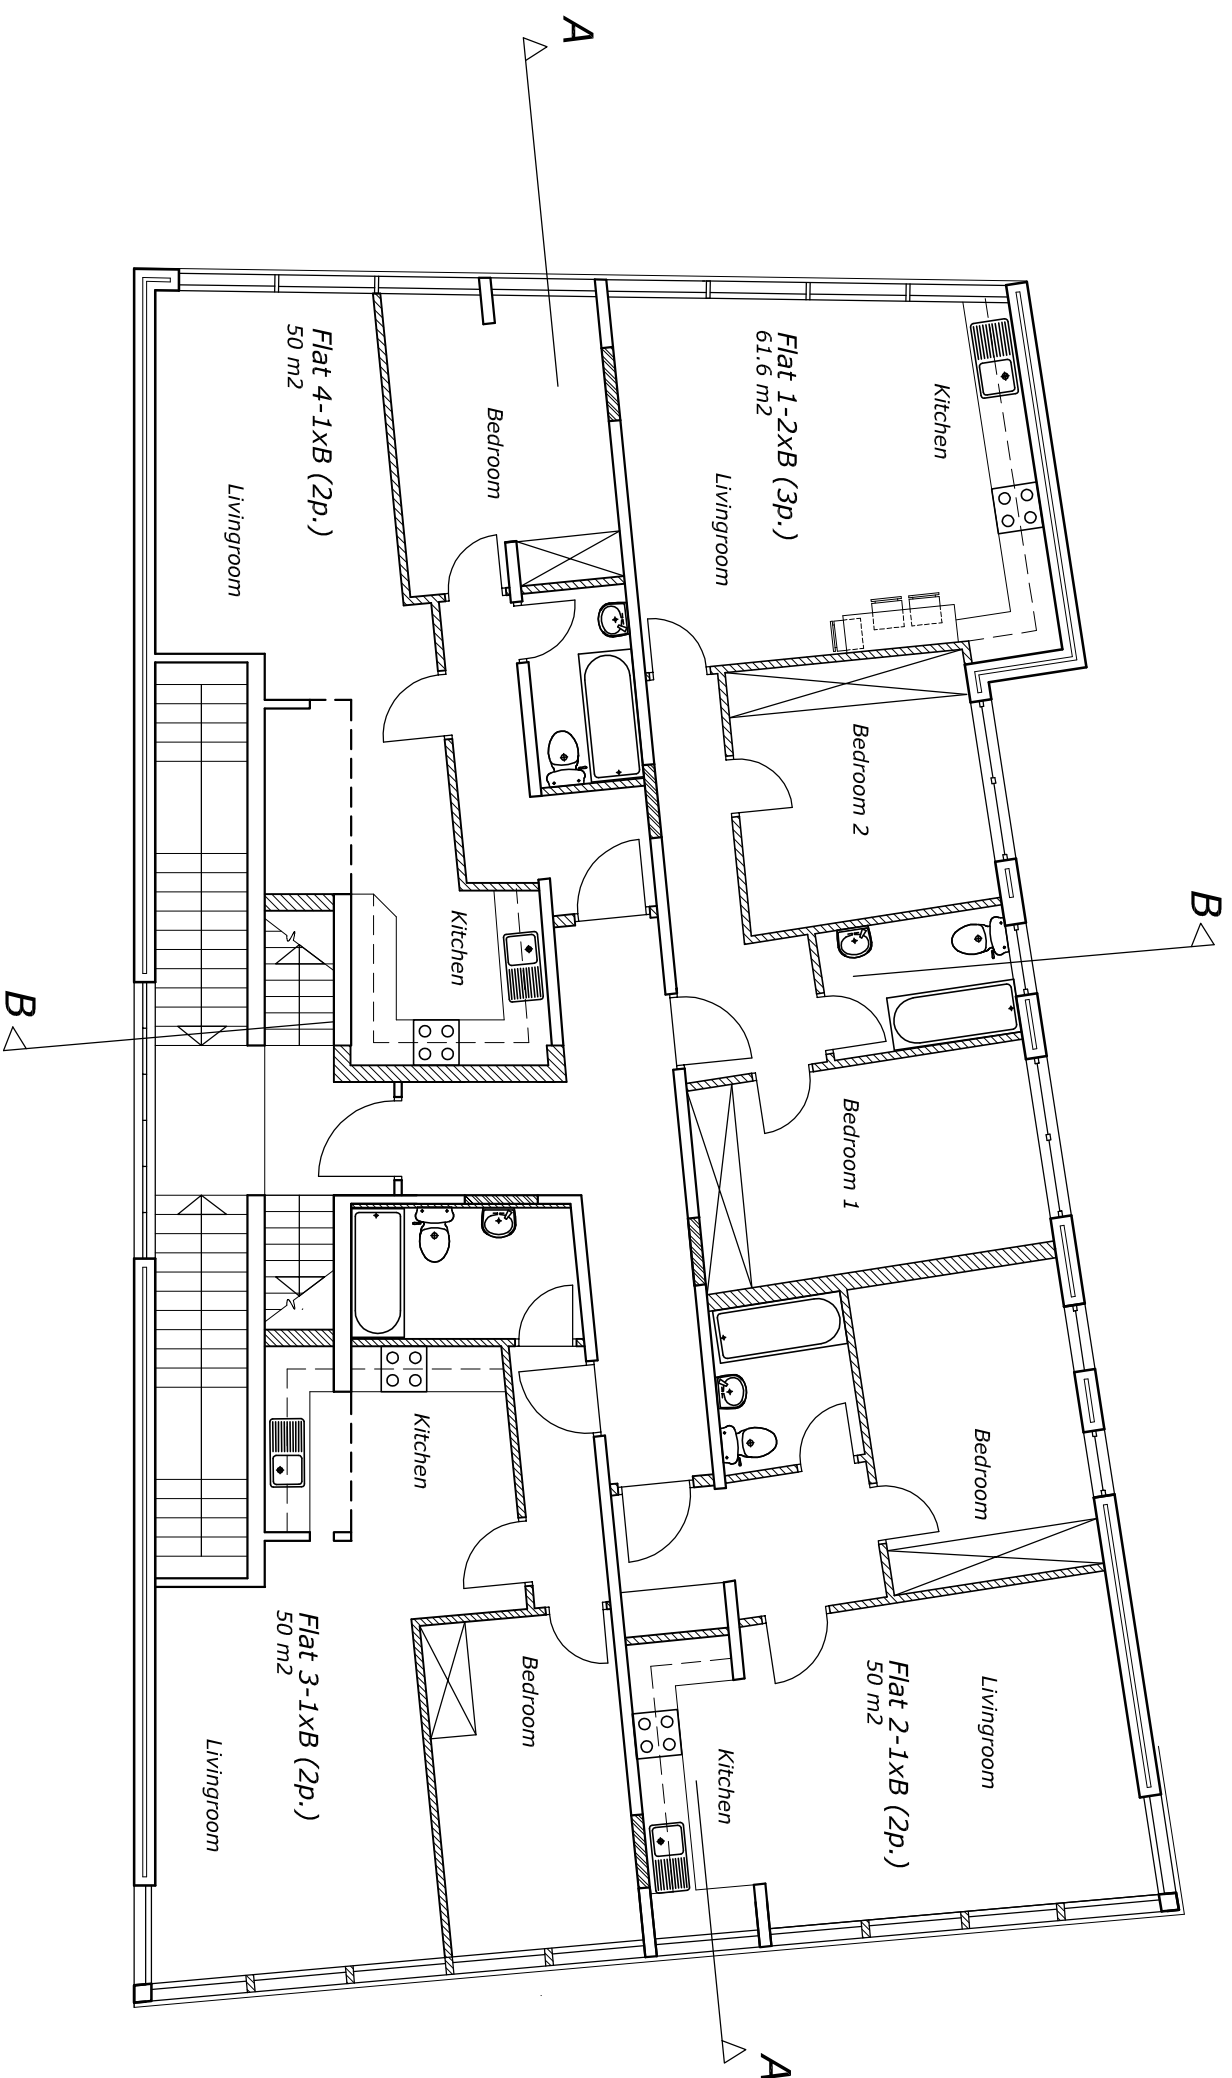 A
Flat 1-2xB (3p.)
61.6 m2
Kitchen
Livingroom
Bedroom 2
Bedroom 1
B
Flat 4-1xB (2p.)
50 m2
Livingroom
Bedroom
Kitchen
B
Bedroom
Flat 2-1xB (2p.)
50 m2
Livingroom
Kitchen
Kitchen
Bedroom
Flat 3-1xB (2p.)
50 m2
Livingroom
A